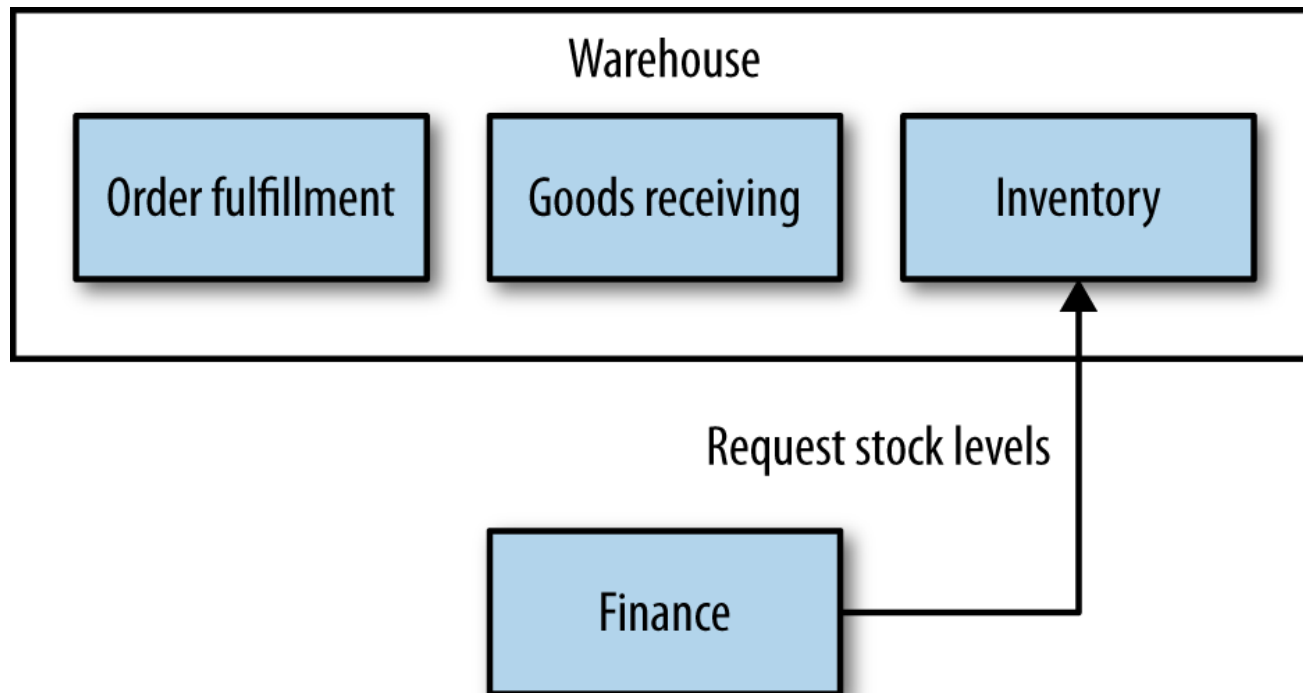 Warehouse
Order fulfillment
Goods receiving
Inventory
Request stock levels
Finance